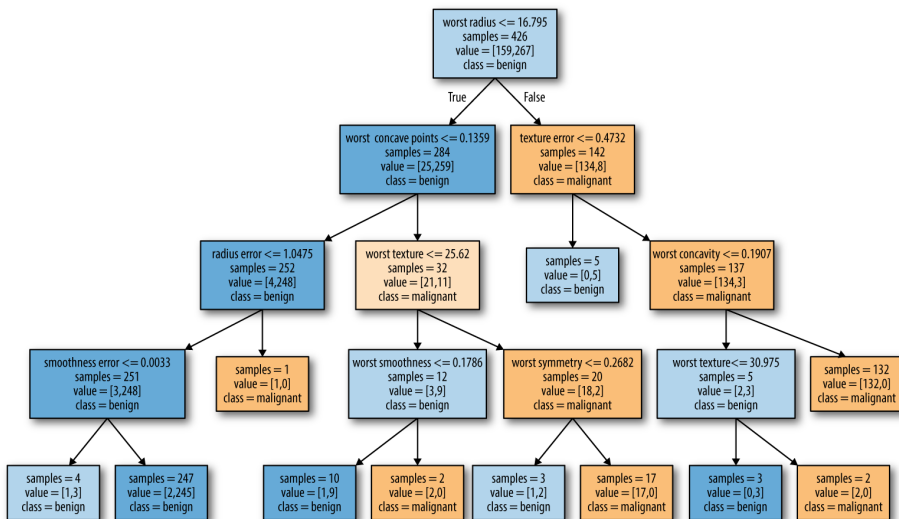 worst radius <= 16.795
samples = 426
value = [159,267]
class = benign
True
False
worst concave points <= 0.1359
samples = 284
value = [25,259]
class = benign
texture error <= 0.4732
samples = 142
value = [134,8]
class = malignant
radius error <= 1.0475
samples = 252
value = [4,248]
class = benign
worst texture <= 25.62
samples = 32
value = [21,11]
class = malignant
samples = 5
value = [0,5]
class = benign
worst concavity <= 0.1907
samples = 137
value = [134,3]
class = malignant
smoothness error <= 0.0033
samples = 251
value = [3,248]
class = benign
samples = 1
value = [1,0]
class = malignant
worst smoothness <= 0.1786
samples = 12
value = [3,9]
class = benign
worst symmetry <= 0.2682
samples = 20
value = [18,2]
class = malignant
worst texture<= 30.975
samples = 5
value = [2,3]
class = benign
samples = 132
value = [132,0]
class = malignant
samples = 4
value = [1,3]
class = benign
samples = 247
value = [2,245]
class = benign
samples = 10
value = [1,9]
class = benign
samples = 2
value = [2,0]
class = malignant
samples = 3
value = [1,2]
class = benign
samples = 17
value = [17,0]
class = malignant
samples = 3
value = [0,3]
class = benign
samples = 2
value = [2,0]
class = malignant